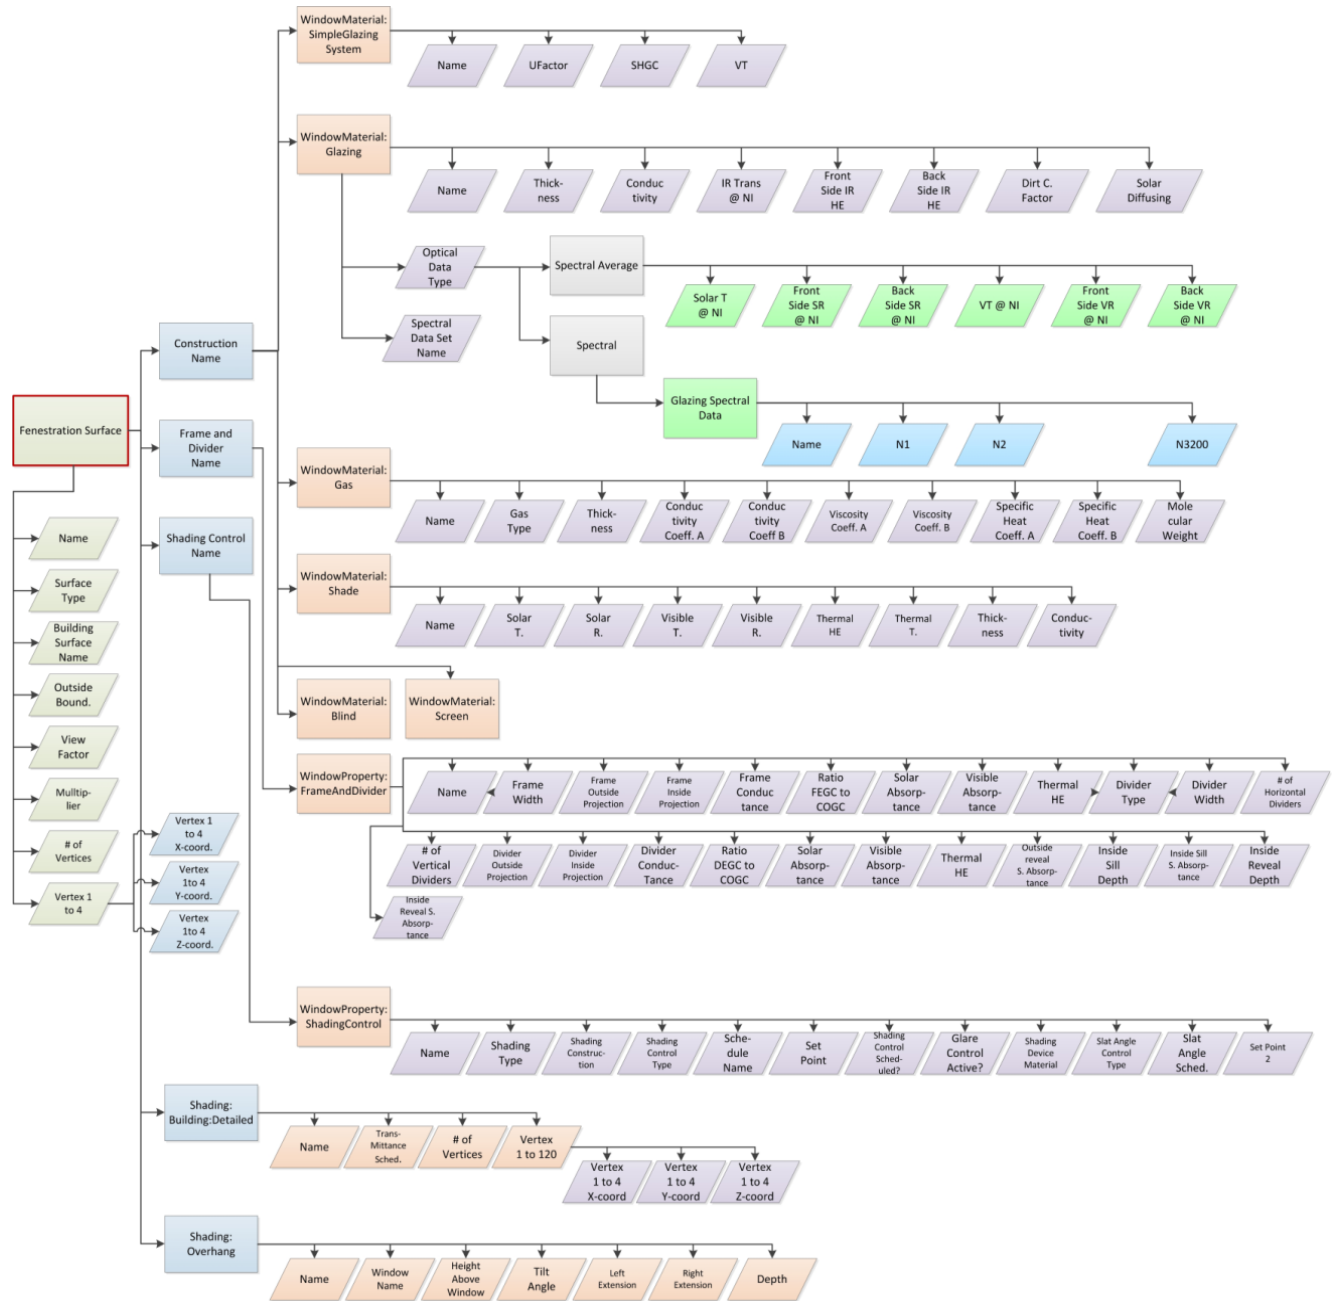 WindowMaterial:
SimpleGlazing
System
Name
UFactor
SHGC
VT
WindowMaterial:
Glazing
Name
Thick-
ness
Conduc
tivity
IR Trans
@ NI
Front
Side IR
HE
Back
Side IR
HE
Dirt C.
Factor
Solar
Diffusing
Optical
Data
Type
Spectral Average
Solar T
@ NI
Front
Side SR
@ NI
Back
Side SR
@ NI
VT @ NI
Front
Side VR
@ NI
Back
Side VR
@ NI
Spectral
Data Set
Name
Spectral
Construction
Name
Glazing Spectral
Data
Name
N1
N2
N3200
Fenestration Surface
Frame and
Divider
Name
WindowMaterial:
Gas
Name
Gas
Type
Thick-
ness
Conduc
tivity
Coeff. A
Conduc
tivity
Coeff B
Viscosity
Coeff. A
Viscosity
Coeff. B
Specific
Heat
Coeff. A
Specific
Heat
Coeff. B
Mole
cular
Weight
Shading Control
Name
Name
Surface
Type
Building
Surface
Name
Outside
Bound.
View
Factor
Mulltip-
lier
# of
Vertices
Vertex 1
to 4
Vertex 1
to 4
X-coord.
Vertex
1to 4
Y-coord.
Vertex
1to 4
Z-coord.
WindowMaterial:
Shade
Name
Solar
T.
Solar
R.
Visible
T.
Visible
R.
Thermal
HE
Thermal
T.
Thick-
ness
Conduc-
tivity
WindowMaterial:
Blind
WindowMaterial:
Screen
WindowProperty:
FrameAndDivider
Name
Frame
Width
Frame
Outside
Projection
Frame
Inside
Projection
Frame
Conduc
tance
Ratio
FEGC to
COGC
Solar
Absorp-
tance
Visible
Absorp-
tance
Thermal
HE
Divider
Type
Divider
Width
# of
Horizontal
Dividers
# of
Vertical
Dividers
Divider
Outside
Projection
Divider
Inside
Projection
Divider
Conduc-
Tance
Ratio
DEGC to
COGC
Solar
Absorp-
tance
Visible
Absorp-
tance
Thermal
HE
Outside
reveal
S. Absorp-
tance
Inside
Sill
Depth
Inside Sill
S. Absorp-
tance
Inside
Reveal
Depth
Inside
Reveal S.
Absorp-
tance
WindowProperty:
ShadingControl
Name
Shading
Type
Shading
Construc-
tion
Shading
Control
Type
Sche-
dule
Name
Set
Point
Shading
Control
Sched-
uled?
Glare
Control
Active?
Shading
Device
Material
Slat Angle
Control
Type
Slat
Angle
Sched.
Set Point
2
Shading:
Building:Detailed
Name
Trans-
Mittance
Sched.
# of
Vertices
Vertex
1 to 120
Vertex
1 to 4
X-coord
Vertex
1 to 4
Y-coord
Vertex
1 to 4
Z-coord
Shading:
Overhang
Name
Window
Name
Height
Above
Window
Tilt
Angle
Left
Extension
Right
Extension
Depth